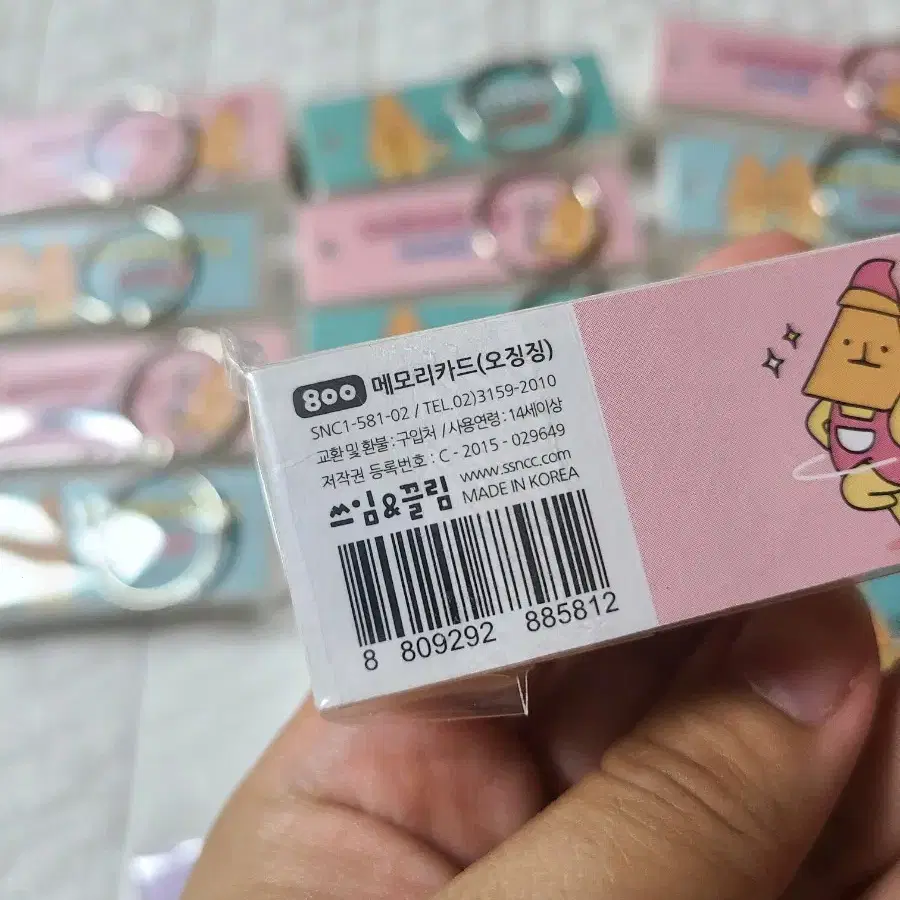 800 메모리카드(오징징)
SNC1-581-02 / TEL.02)3159-2010
교환 및 환불 : 구입처 / 사용연령 : 14세이상
저작권 등록번호 : C - 2015 - 029649
쓰임&끌림 www.ssncc.com
MADE IN KOREA
8 809292 885812